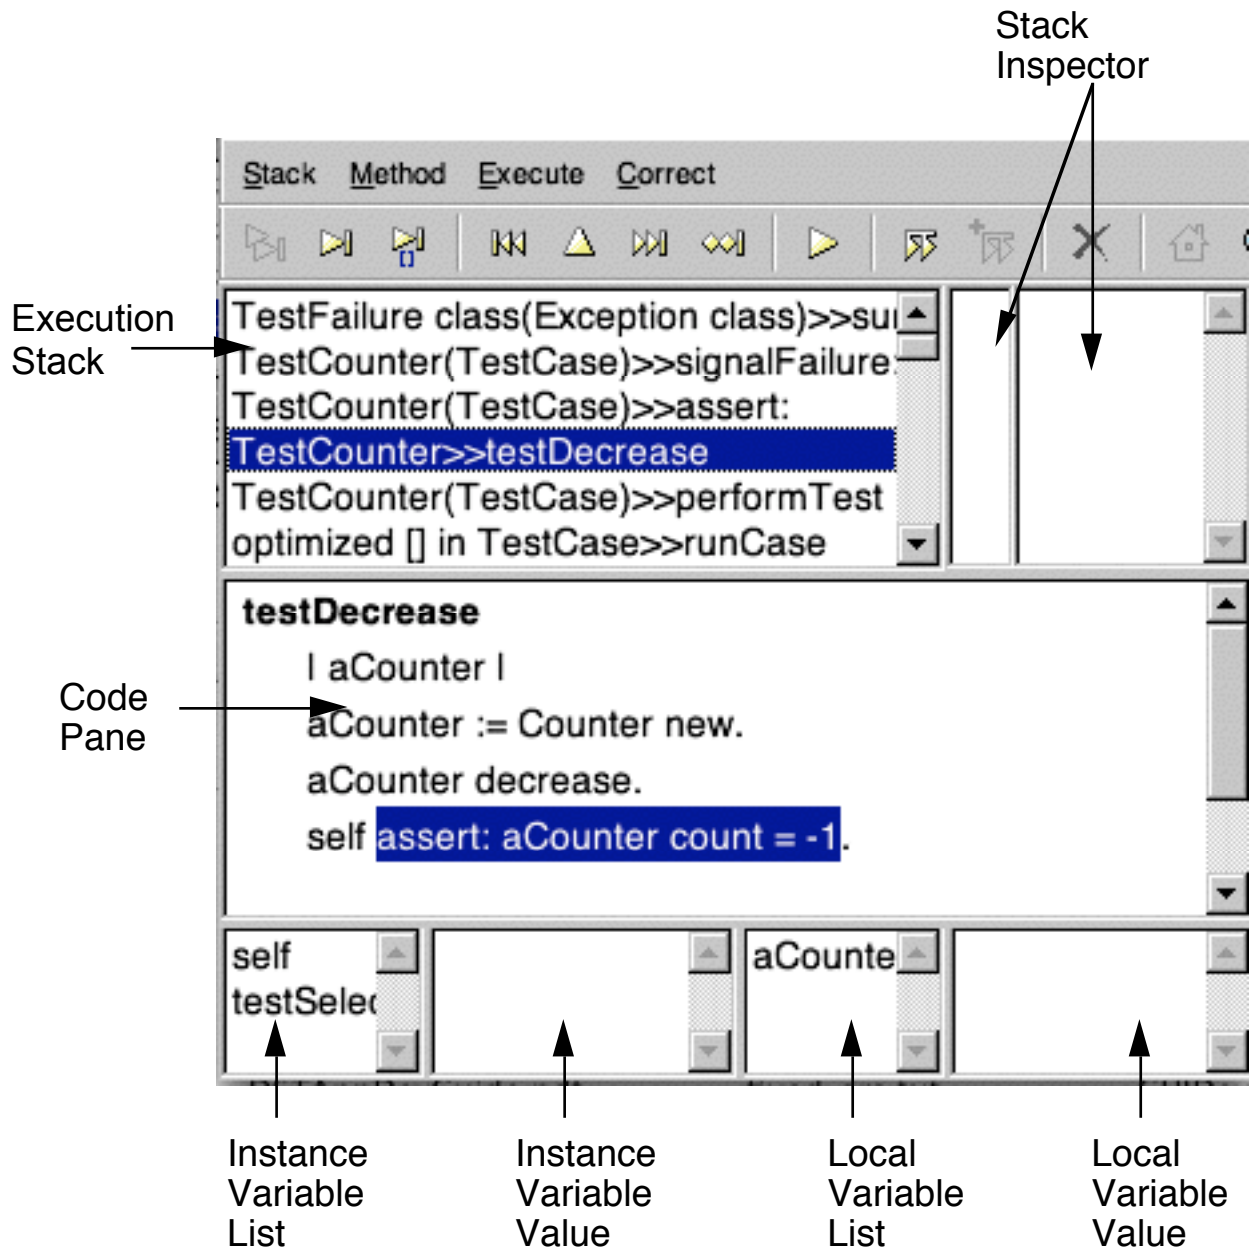 Stack
Inspector
Stack Method Execute Correct
Execution
Stack
TestFailure class(Exception class)>>sui
TestCounter(TestCase)>>signalFailure:
TestCounter(TestCase)>>assert:
TestCounter>>testDecrease
TestCounter(TestCase)>>performTest
optimized [] in TestCase>>runCase
Code
Pane
testDecrease
| aCounter |
aCounter := Counter new.
aCounter decrease.
self assert: aCounter count = -1.
self
testSelec
aCounte
Instance
Variable
List
Instance
Variable
Value
Local
Variable
List
Local
Variable
Value